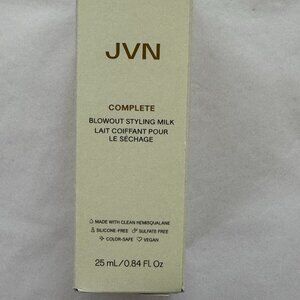 JVN
COMPLETE
BLOWOUT STYLING MILK
LAIT COIFFANT POUR
LE SÉCHAGE
MADE WITH CLEAN HEMISQUALANE
SILICONE-FREE SULFATE FREE
COLOR-SAFE VEGAN
25 mL/0.84 Fl. Oz